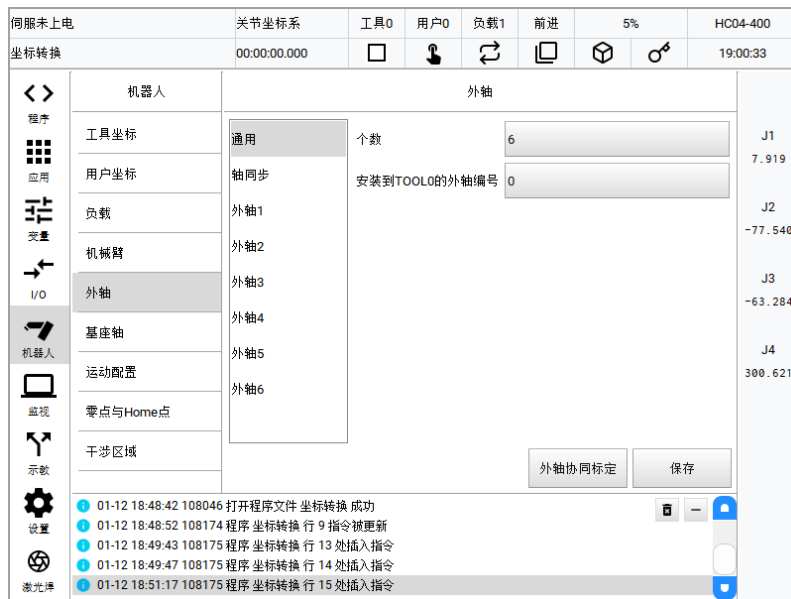 伺服未上电 关节坐标系 工具0 用户0 负载1 前进 5% HC04-400
坐标转换 00:00:00.000 19:00:33
程序
应用
变量
I/O
机器人
监视
示教
设置
激光焊
机器人
工具坐标
用户坐标
负载
机械臂
外轴
基座轴
运动配置
零点与Home点
干涉区域
外轴
通用
轴同步
外轴1
外轴2
外轴3
外轴4
外轴5
外轴6
个数 6
安装到TOOL0的外轴编号 0
外轴协同标定 保存
J1
7.919
J2
-77.540
J3
-63.284
J4
300.621
01-12 18:48:42 108046 打开程序文件 坐标转换 成功
01-12 18:48:52 108174 程序 坐标转换 行 9 指令被更新
01-12 18:49:43 108175 程序 坐标转换 行 13 处插入指令
01-12 18:49:47 108175 程序 坐标转换 行 14 处插入指令
01-12 18:51:17 108175 程序 坐标转换 行 15 处插入指令